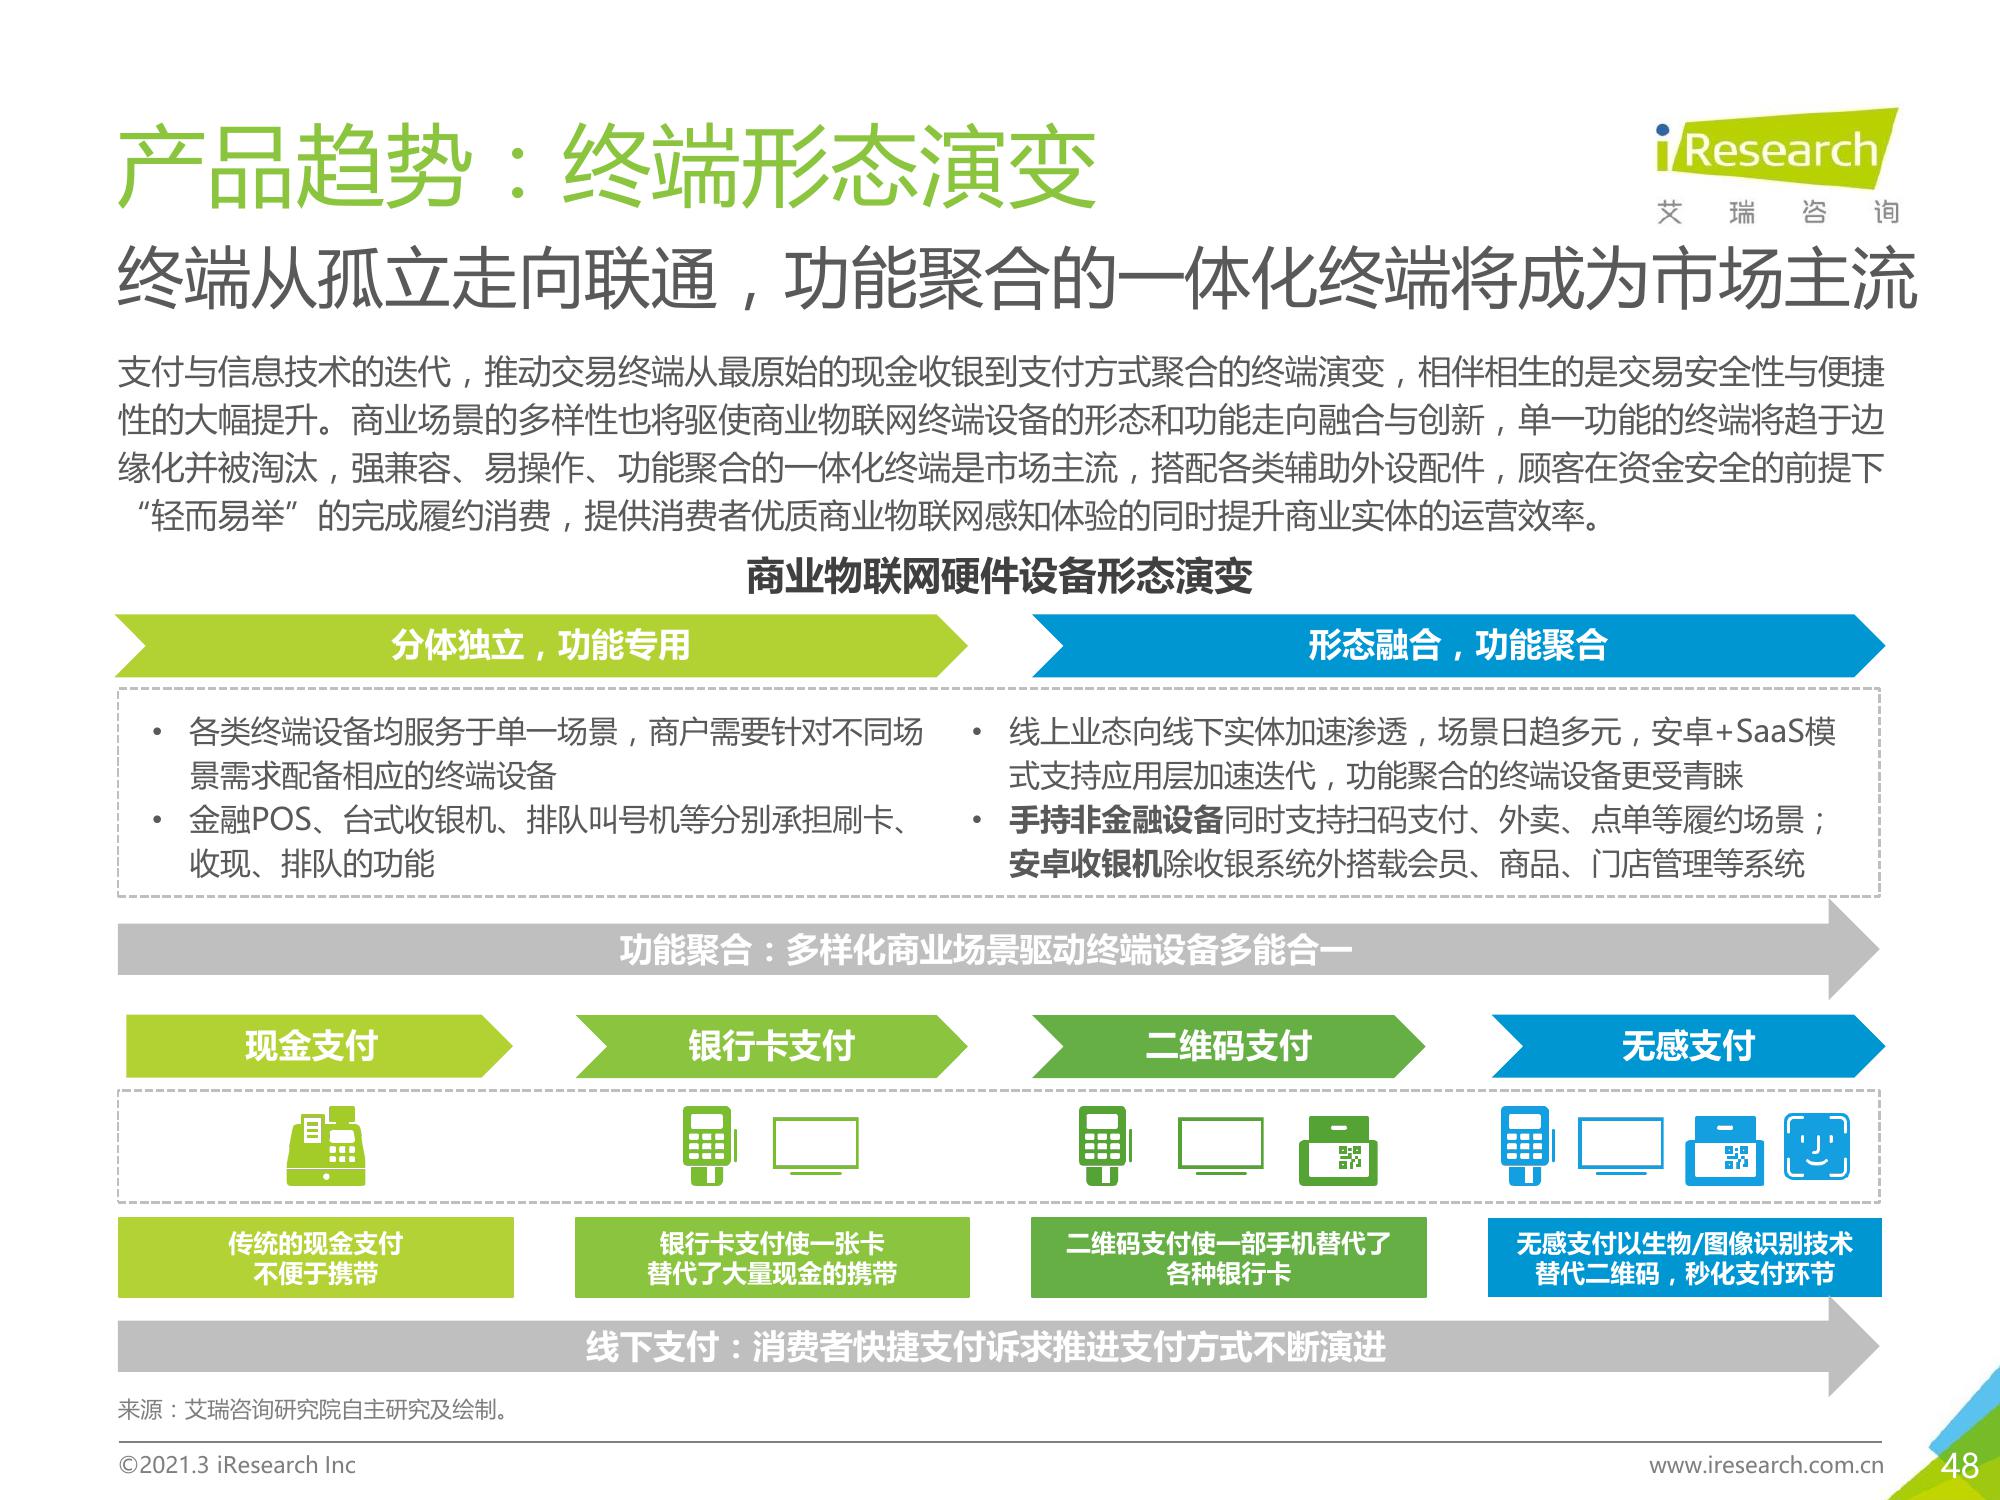 产品趋势：终端形态演变
iResearch
艾瑞咨询
终端从孤立走向联通，功能聚合的一体化终端将成为市场主流
支付与信息技术的迭代，推动交易终端从最原始的现金收银到支付方式聚合的终端演变，相伴相生的是交易安全性与便捷
性的大幅提升。商业场景的多样性也将驱使商业物联网终端设备的形态和功能走向融合与创新，单一功能的终端将趋于边
缘化并被淘汰，强兼容、易操作、功能聚合的一体化终端是市场主流，搭配各类辅助外设配件，顾客在资金安全的前提下
“轻而易举”的完成履约消费，提供消费者优质商业物联网感知体验的同时提升商业实体的运营效率。
商业物联网硬件设备形态演变
分体独立，功能专用
形态融合，功能聚合
• 各类终端设备均服务于单一场景，商户需要针对不同场
景需求配备相应的终端设备
• 金融POS、台式收银机、排队叫号机等分别承担刷卡、
收现、排队的功能
• 线上业态向线下实体加速渗透，场景日趋多元，安卓+SaaS模
式支持应用层加速迭代，功能聚合的终端设备更受青睐
• 手持非金融设备同时支持扫码支付、外卖、点单等履约场景；
安卓收银机除收银系统外搭载会员、商品、门店管理等系统
功能聚合：多样化商业场景驱动终端设备多能合一
现金支付
银行卡支付
二维码支付
无感支付
传统的现金支付
不便于携带
银行卡支付使一张卡
替代了大量现金的携带
二维码支付使一部手机替代了
各种银行卡
无感支付以生物/图像识别技术
替代二维码，秒化支付环节
线下支付：消费者快捷支付诉求推进支付方式不断演进
来源：艾瑞咨询研究院自主研究及绘制。
©2021.3 iResearch Inc
www.iresearch.com.cn
48